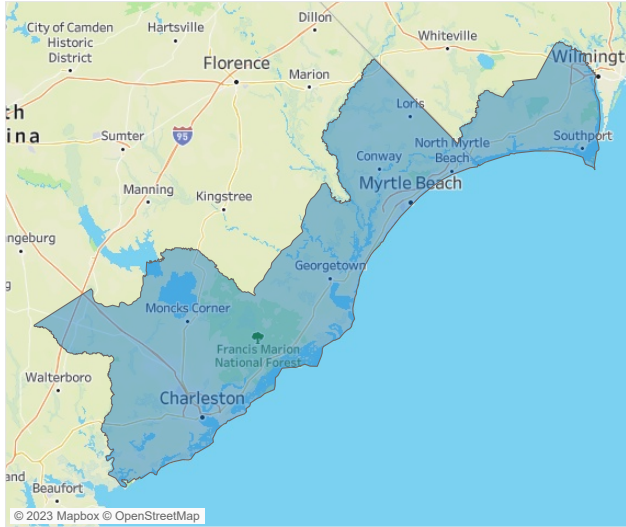 Dillon
City of Camden
Historic
District
Hartsville
Whiteville
Wilmingt
Florence
Marion
th
ina
Loris
95
Sumter
North Myrtle
Beach
Southport
Conway
Myrtle Beach
Manning
Kingstree
ngeburg
Georgetown
g
Moncks Corner
Francis Marion
National Forest
Walterboro
Charleston
and
Beaufort
© 2023 Mapbox © OpenStreetMap